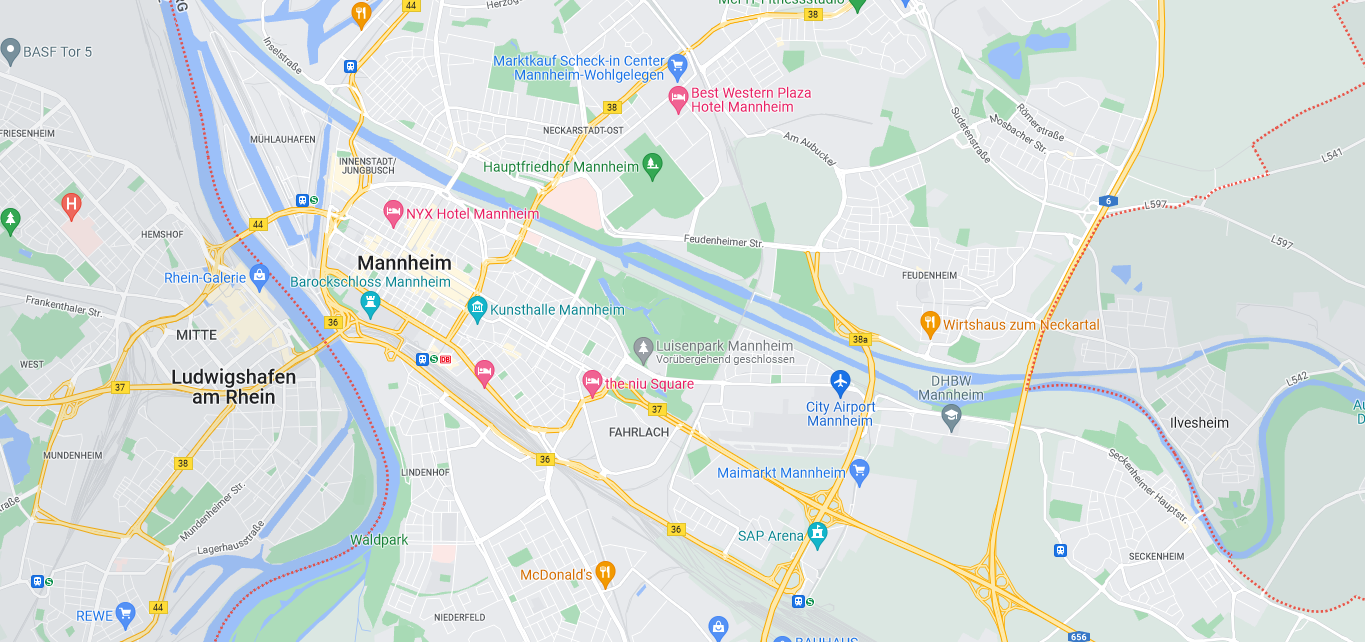 BASF Tor 5
FRIESENHEIM
RG
Inselstraße
44
Herzog
38
Marktkauf Scheck-in Center
Mannheim-Wohlgelegen
Best Western Plaza
Hotel Mannheim
38
NECKARSTADT-OST
MÜHLAUHAFEN
INNENSTADT/
JUNGBUSCH
Hauptfriedhof Mannheim
Am Aubuckel
Suderenstraße
Römerstraße
Mosbacher Str.
L541
6
L597
L597
H
S
44
HEMSHOF
NYX Hotel Mannheim
Feudenheimer Str.
FEUDENHEIM
Mannheim
Rhein-Galerie
Barockschloss Mannheim
Kunsthalle Mannheim
Frankenthaler Str.
MITTE
36
Wirtshaus zum Neckartal
38a
Luisenpark Mannheim
Vorübergehend geschlossen
WEST
S
DB
37
Ludwigshafen
am Rhein
the niu Square
37
City Airport
Mannheim
DHBW
Mannheim
L542
Ilvesheim
FAHRLACH
MUNDENHEIM
38
LINDENHOF
36
Maimarkt Mannheim
Seckenheimer Hauptstr.
Mundenheimer Str.
Lagerhausstraße
Waldpark
36
SAP Arena
SECKENHEIM
S
McDonald's
S
44
REWE
NIEDERFELD
BAUHAUS
656